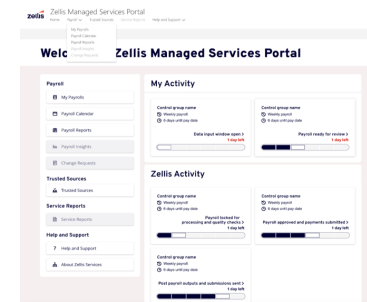 zellis
Zellis Managed Services Portal
Home Payroll Trusted Sources Service Reports Help and Support
My Payrolls
Payroll Calendar
Payroll Reports
Payroll Insights
Change Requests
Welc Zellis Managed Services Portal
Payroll
My Payrolls
Payroll Calendar
Payroll Reports
Payroll Insights
Change Requests
Trusted Sources
Trusted Sources
Service Reports
Service Reports
Help and Support
? Help and Support
About Zellis Services
My Activity
Control group name
Weekly payroll
6 days until pay date
Data input window open >
1 day left
Control group name
Weekly payroll
6 days until pay date
Payroll ready for review >
1 day left
Zellis Activity
Control group name
Weekly payroll
6 days until pay date
Payroll locked for
processing and quality checks >
1 day left
Control group name
Weekly payroll
6 days until pay date
Payroll approved and payments submitted >
1 day left
Control group name
Weekly payroll
6 days until pay date
Post payroll outputs and submissions sent >
1 day left